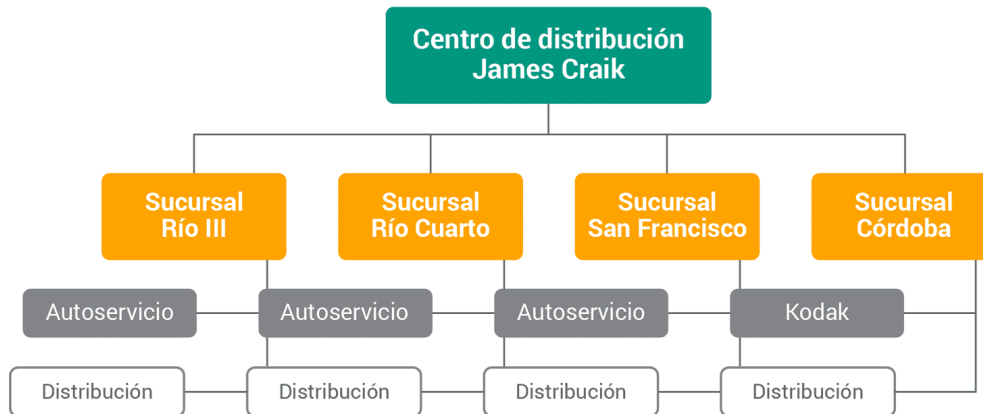 Centro de distribución
James Craik
Sucursal
Río III
Sucursal
Río Cuarto
Sucursal
San Francisco
Sucursal
Córdoba
Autoservicio
Autoservicio
Autoservicio
Kodak
Distribución
Distribución
Distribución
Distribución